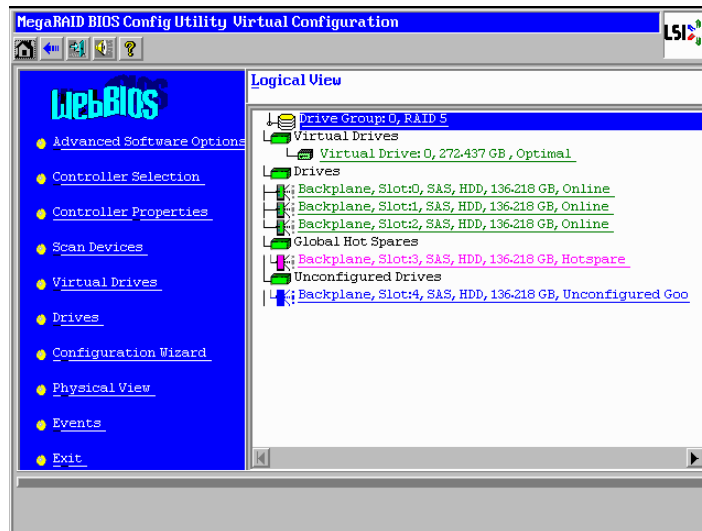 MegaRAID BIOS Config Utility Virtual Configuration
LSI
?
WebBIOS
Advanced Software Options
Controller Selection
Controller Properties
Scan Devices
Virtual Drives
Drives
Configuration Wizard
Physical View
Events
Exit
Logical View
Drive Group: 0, RAID 5
Virtual Drives
Virtual Drive: 0, 272.437 GB, Optimal
Drives
Backplane, Slot:0, SAS, HDD, 136.218 GB, Online
Backplane, Slot:1, SAS, HDD, 136.218 GB, Online
Backplane, Slot:2, SAS, HDD, 136.218 GB, Online
Global Hot Spares
Backplane, Slot:3, SAS, HDD, 136.218 GB, Hotspare
Unconfigured Drives
Backplane, Slot:4, SAS, HDD, 136.218 GB, Unconfigured Goo